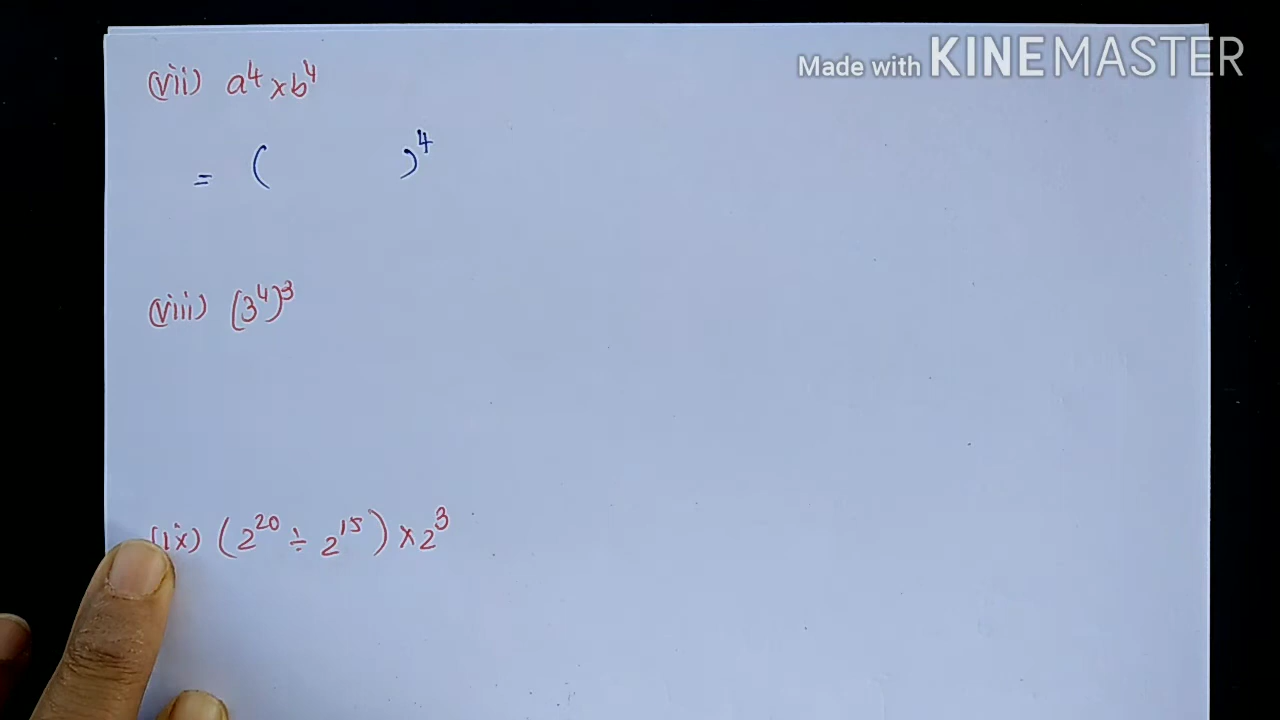 Made with KINEMASTER
(vii) a⁴ × b⁴
= (          )⁴
(viii) (3⁴)³
(ix) (2²⁰ ÷ 2¹⁵) × 2³